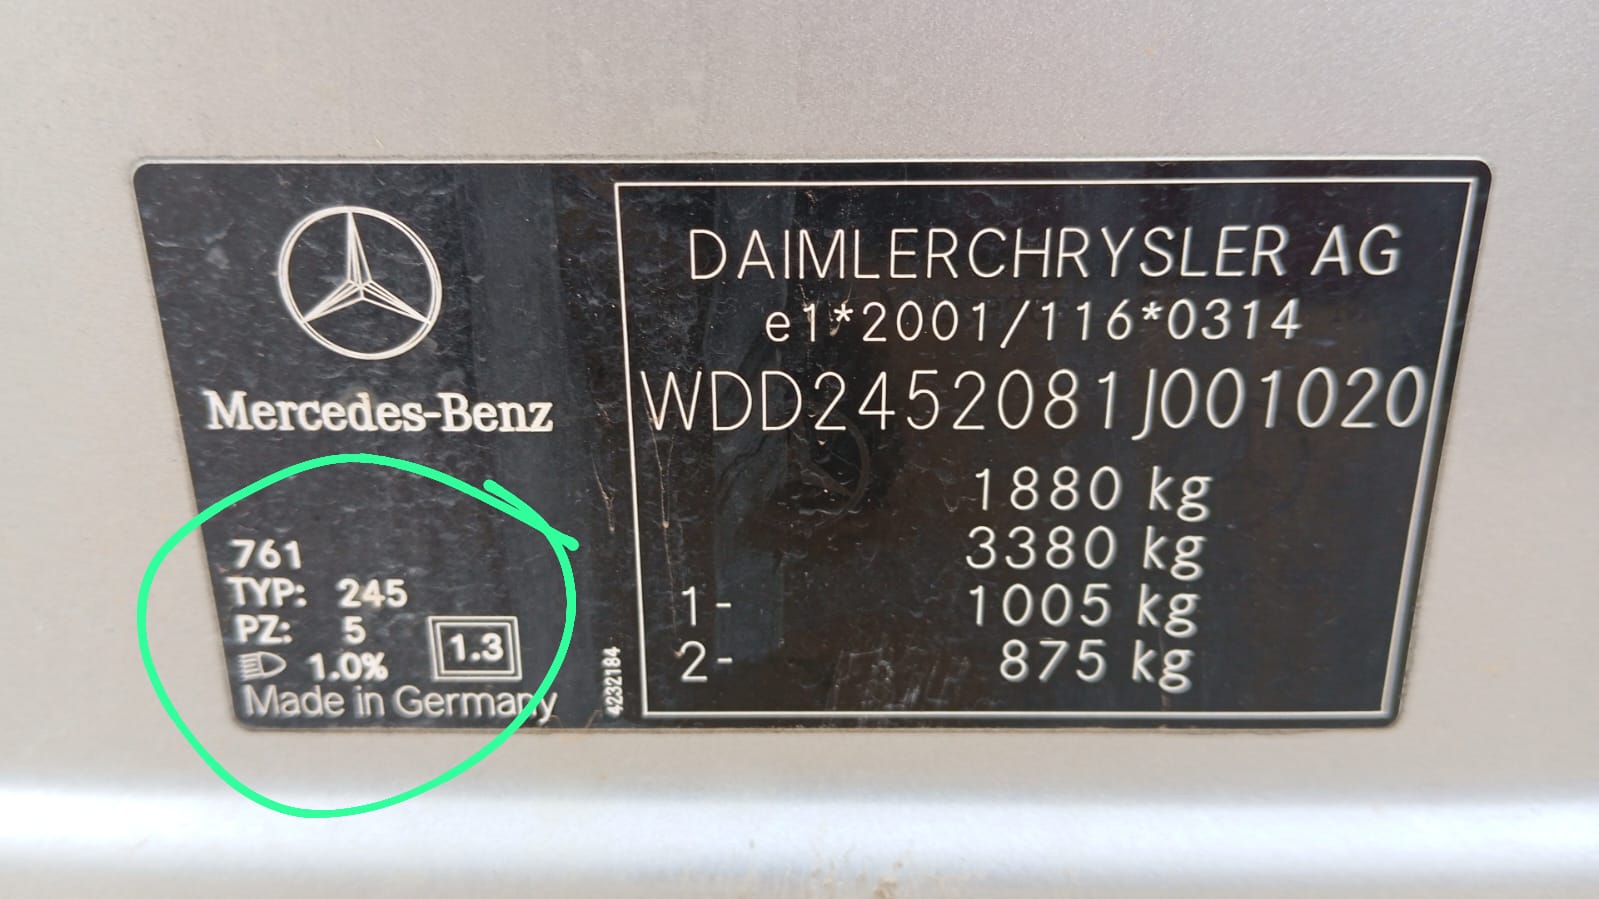 Mercedes-Benz
761
TYP: 245
PZ: 5
1.0% 1.3
Made in Germany
4232184
DAIMLERCHRYSLER AG
e1*2001/116*0314
WDD2452081J001020
1880 kg
3380 kg
1- 1005 kg
2- 875 kg